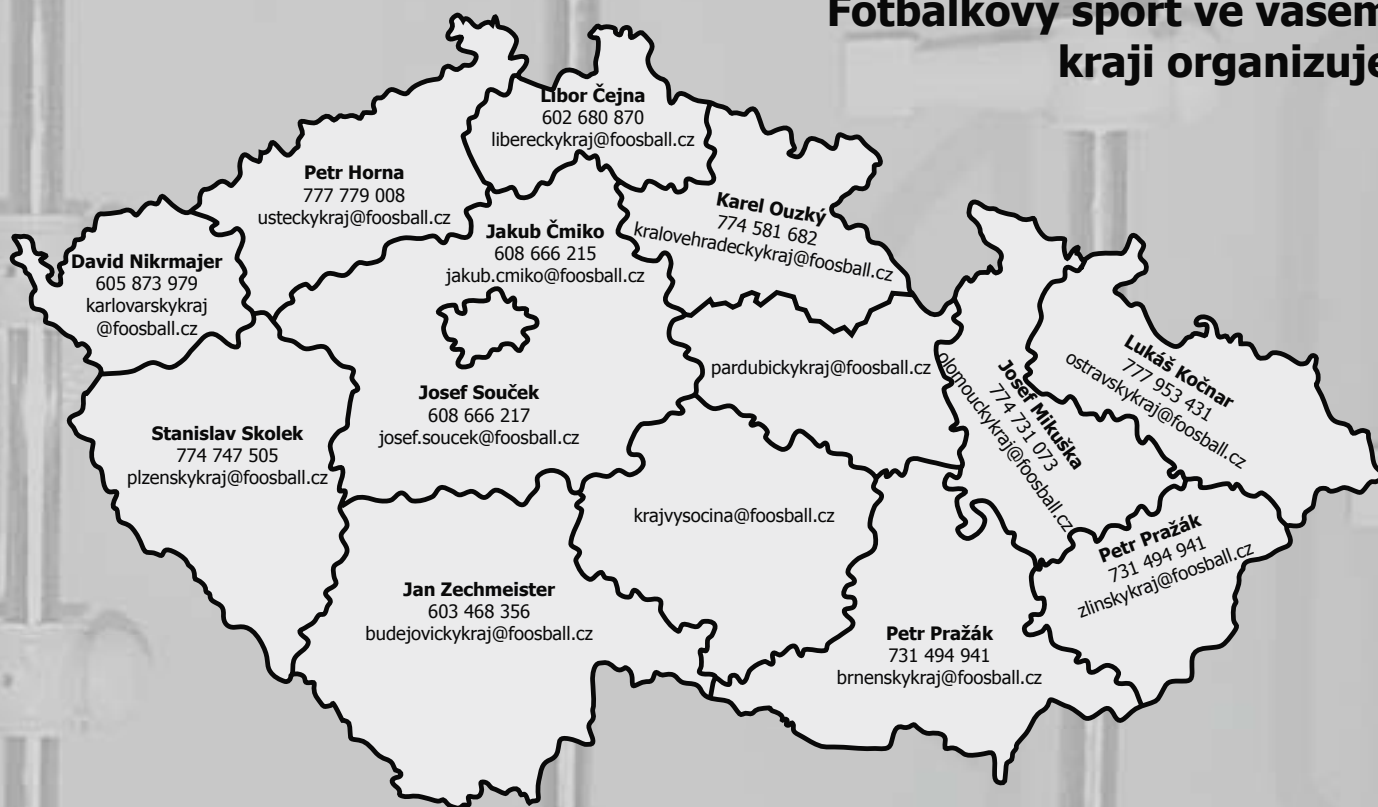 Fotbálkový sport ve vašem
kraji organizuje
Libor Čejna
602 680 870
libereckykraj@foosball.cz
Petr Horna
777 779 008
usteckykraj@foosball.cz
Karel Ouzký
774 581 682
kralovehradeckykraj@foosball.cz
Jakub Čmiko
608 666 215
jakub.cmiko@foosball.cz
David Nikrmajer
605 873 979
karlovarskykraj
@foosball.cz
Lukáš Kočnar
777 953 431
ostravskykraj@foosball.cz
pardubickykraj@foosball.cz
Josef Mikuška
774 731 073
olomouckykraj@foosball.cz
Josef Souček
608 666 217
josef.soucek@foosball.cz
Stanislav Skolek
774 747 505
plzenskykraj@foosball.cz
krajvysocina@foosball.cz
Petr Pražák
731 494 941
zlinskykraj@foosball.cz
Jan Zechmeister
603 468 356
budejovickykraj@foosball.cz
Petr Pražák
731 494 941
brnenskykraj@foosball.cz